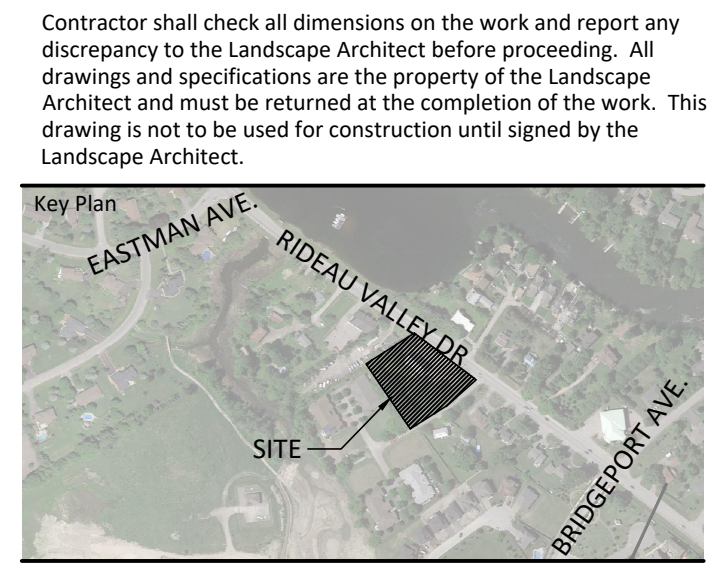 Contractor shall check all dimensions on the work and report any
discrepancy to the Landscape Architect before proceeding.  All
drawings and specifications are the property of the Landscape
Architect and must be returned at the completion of the work.  This
drawing is not to be used for construction until signed by the
Landscape Architect.
Key Plan
EASTMAN AVE.
RIDEAU VALLEY DR
SITE
BRIDGEPORT AVE.